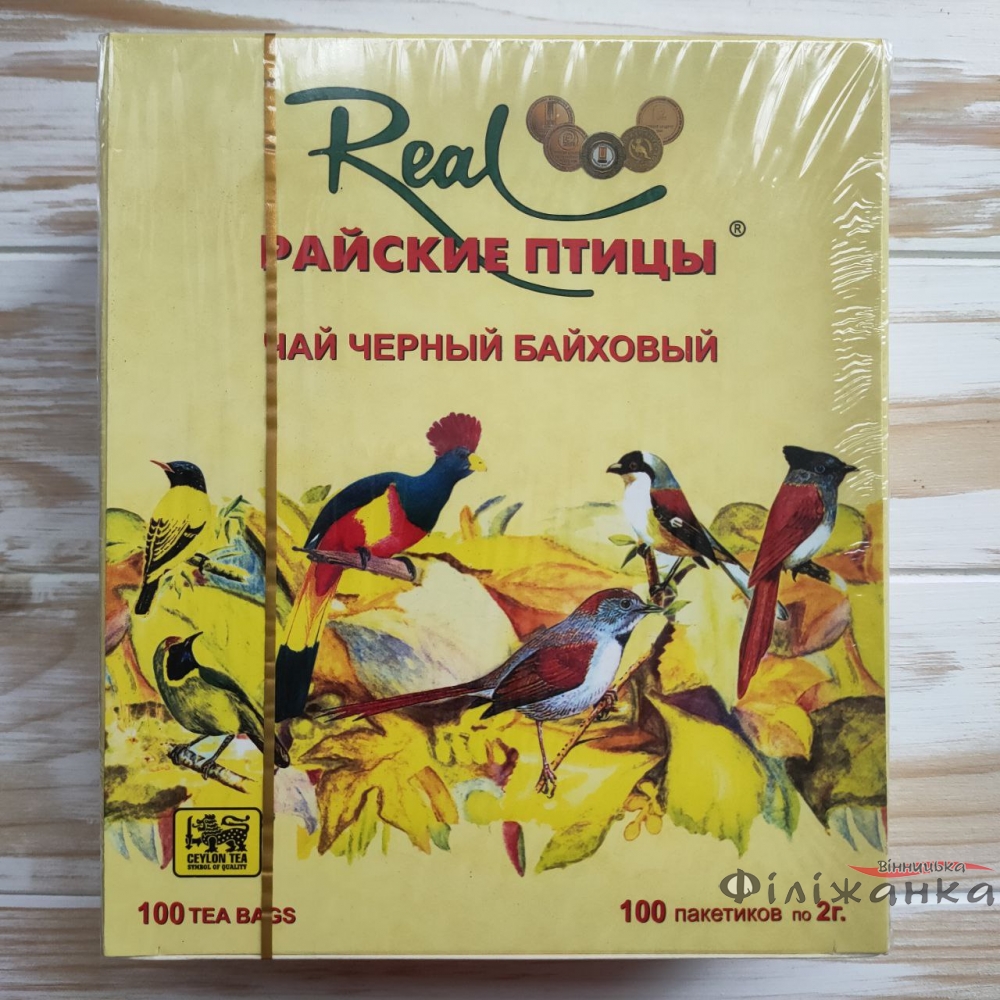 Real
РАЙСКИЕ ПТИЦЫ ®
ЧАЙ ЧЕРНЫЙ БАЙХОВЫЙ
CEYLON TEA
SYMBOL OF QUALITY
100 TEA BAGS
100 пакетиков по 2г.
Вінницька
Філіжанка